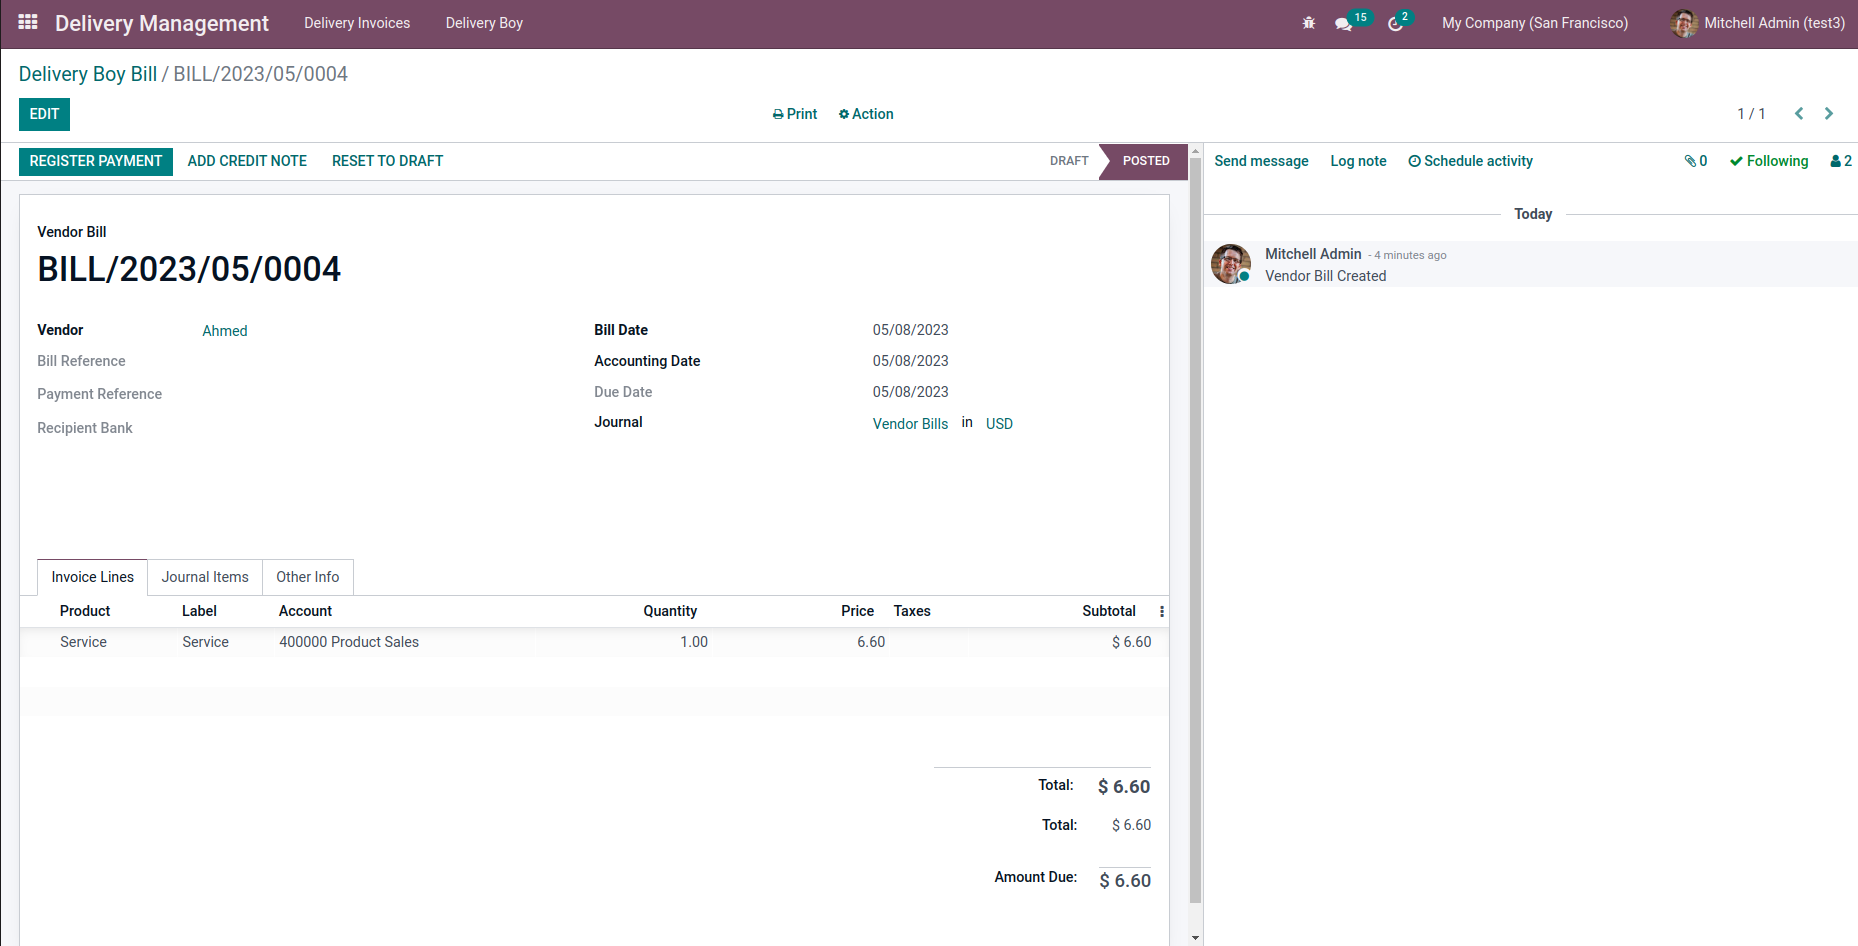 Delivery Management Delivery Invoices Delivery Boy 15 2 My Company (San Francisco) Mitchell Admin (test3)
Delivery Boy Bill / BILL/2023/05/0004
EDIT Print Action 1 / 1
REGISTER PAYMENT ADD CREDIT NOTE RESET TO DRAFT DRAFT POSTED
Send message Log note Schedule activity 0 Following 2
Today
Mitchell Admin - 4 minutes ago
Vendor Bill Created
Vendor Bill
BILL/2023/05/0004
Vendor Ahmed Bill Date 05/08/2023
Bill Reference Accounting Date 05/08/2023
Payment Reference Due Date 05/08/2023
Recipient Bank Journal Vendor Bills in USD
Invoice Lines Journal Items Other Info
Product Label Account Quantity Price Taxes Subtotal
Service Service 400000 Product Sales 1.00 6.60 $ 6.60
Total: $ 6.60
Total: $ 6.60
Amount Due: $ 6.60